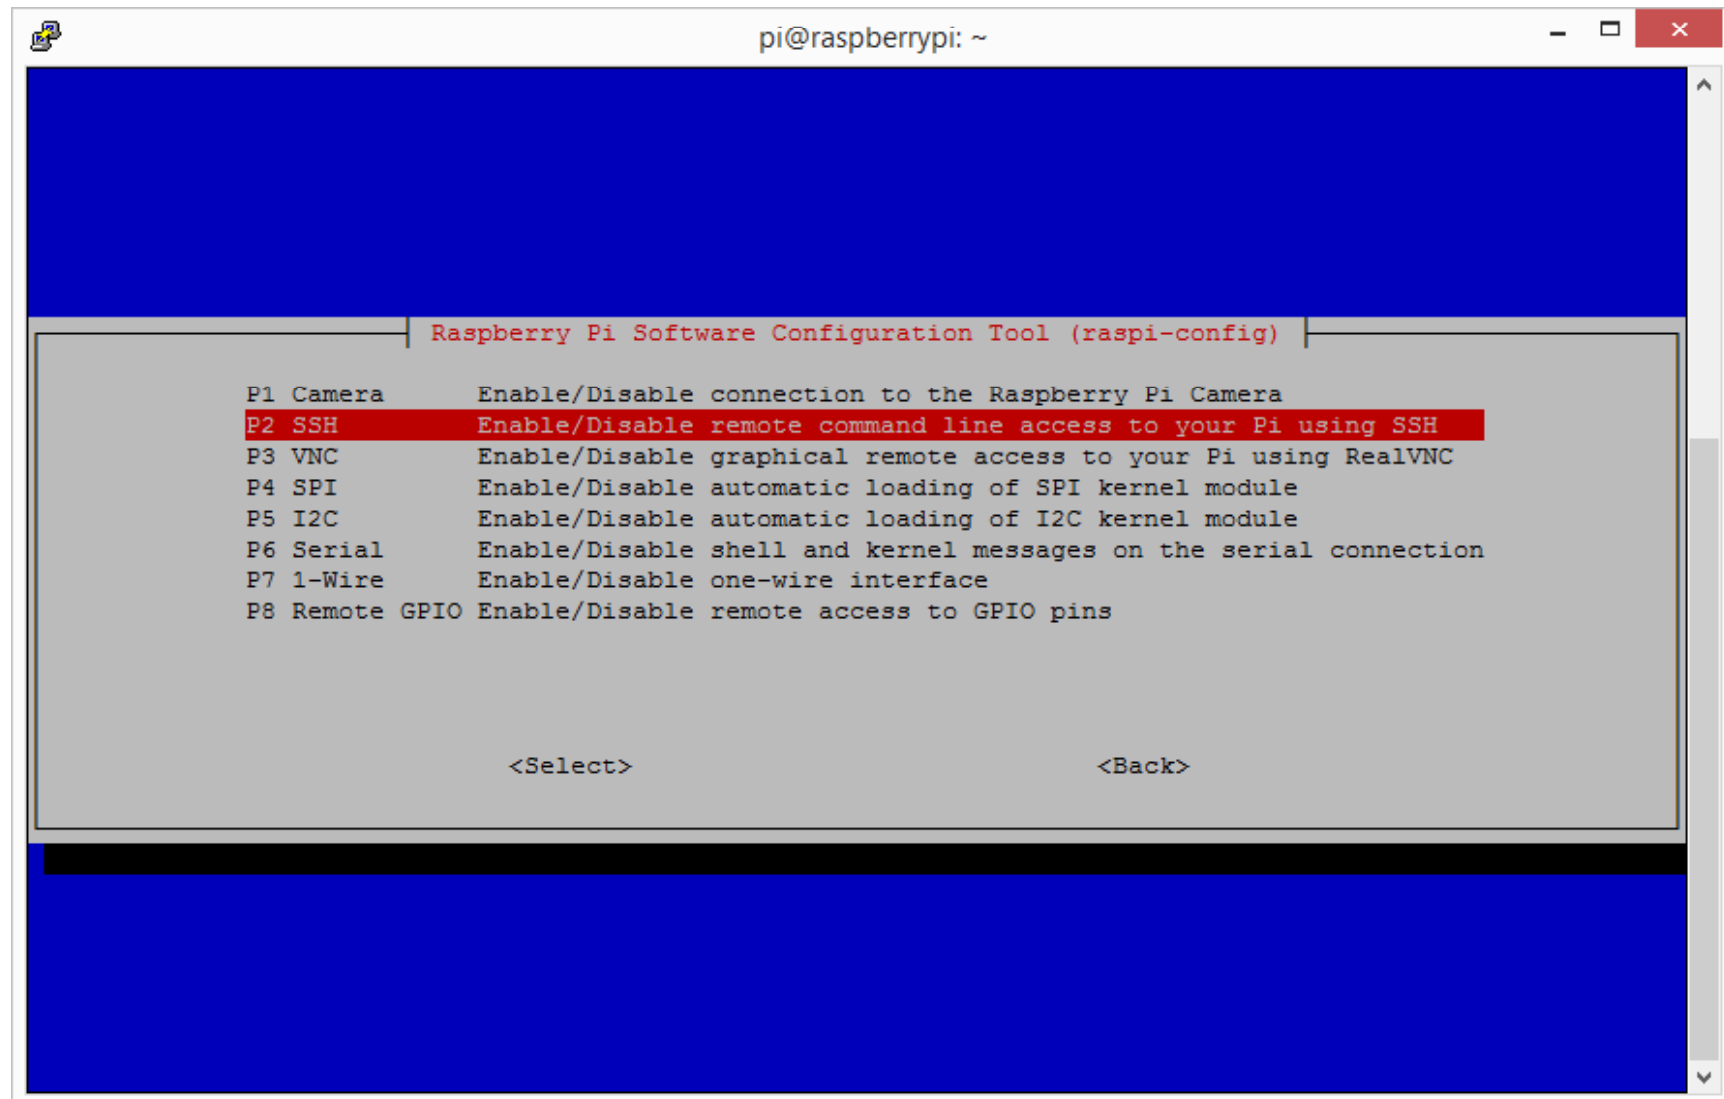 pi@raspberrypi: ~
Raspberry Pi Software Configuration Tool (raspi-config)
P1 Camera Enable/Disable connection to the Raspberry Pi Camera
P2 SSH Enable/Disable remote command line access to your Pi using SSH
P3 VNC Enable/Disable graphical remote access to your Pi using RealVNC
P4 SPI Enable/Disable automatic loading of SPI kernel module
P5 I2C Enable/Disable automatic loading of I2C kernel module
P6 Serial Enable/Disable shell and kernel messages on the serial connection
P7 1-Wire Enable/Disable one-wire interface
P8 Remote GPIO Enable/Disable remote access to GPIO pins
<Select> <Back>